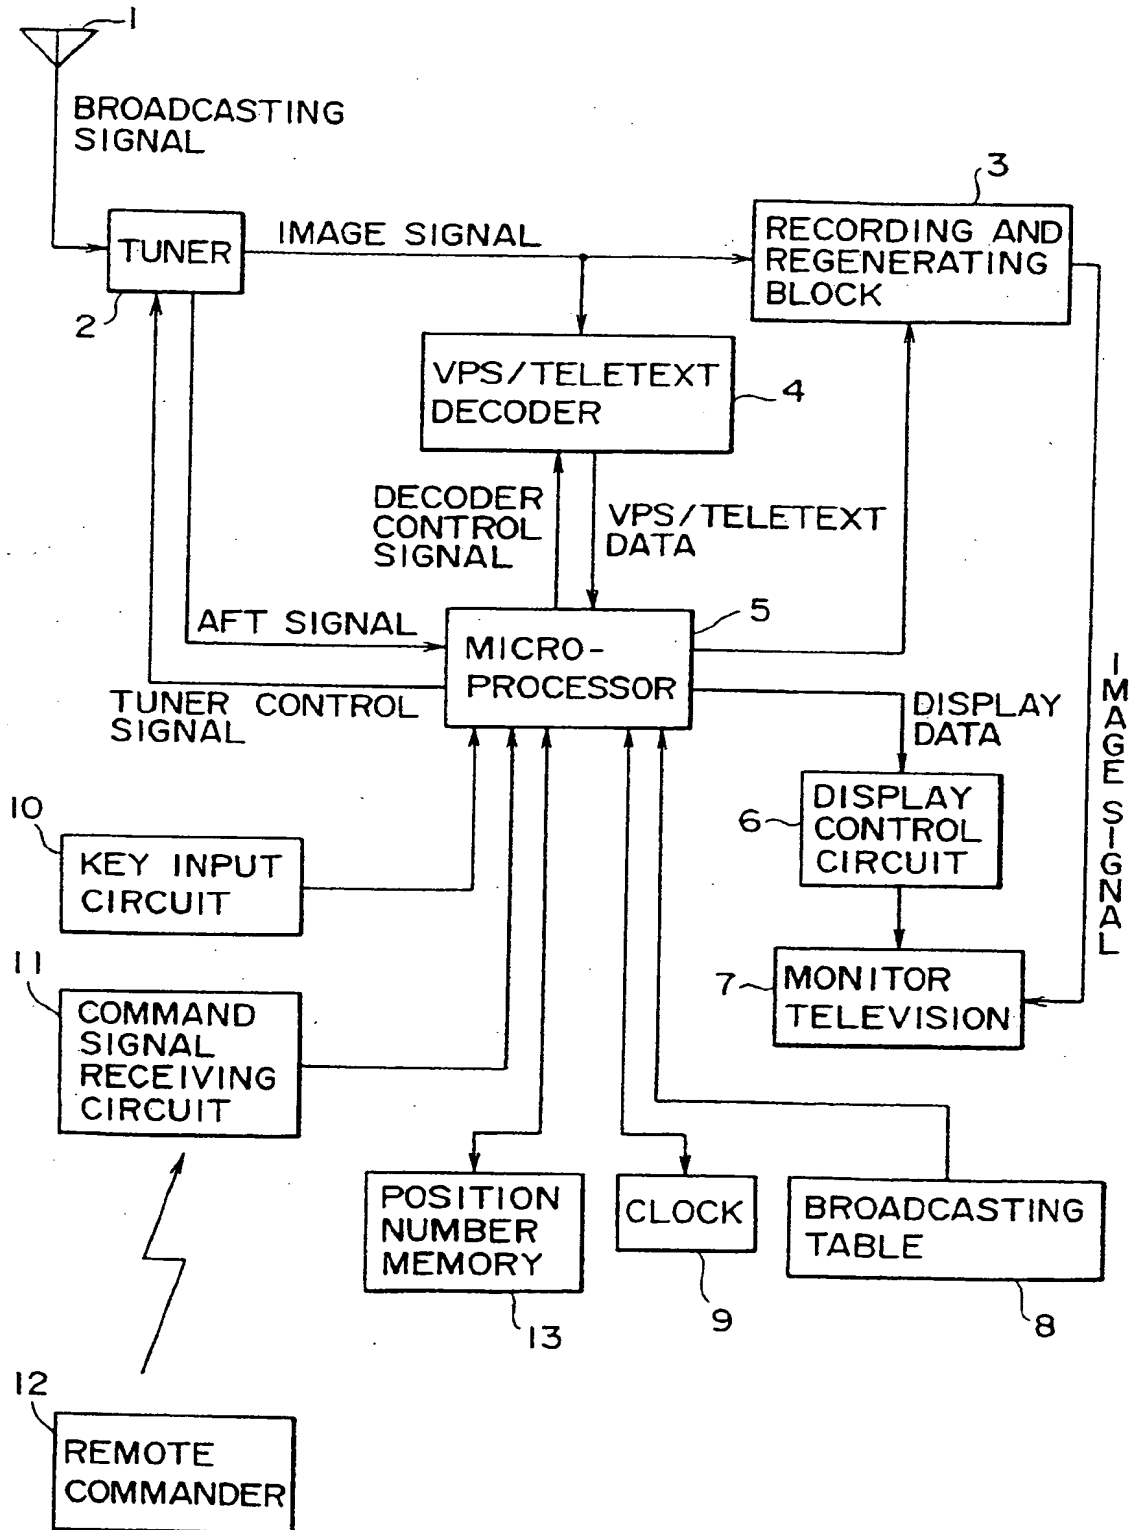 1
BROADCASTING
SIGNAL
3
TUNER
IMAGE SIGNAL
RECORDING AND
REGENERATING
BLOCK
2
VPS/TELETEXT
DECODER
4
DECODER
CONTROL
SIGNAL
VPS/TELETEXT
DATA
AFT SIGNAL
5
MICRO-
PROCESSOR
TUNER CONTROL
SIGNAL
DISPLAY
DATA
IMAGE SIGNAL
10
KEY INPUT
CIRCUIT
6
DISPLAY
CONTROL
CIRCUIT
11
COMMAND
SIGNAL
RECEIVING
CIRCUIT
7
MONITOR
TELEVISION
POSITION
NUMBER
MEMORY
13
CLOCK
9
BROADCASTING
TABLE
8
12
REMOTE
COMMANDER